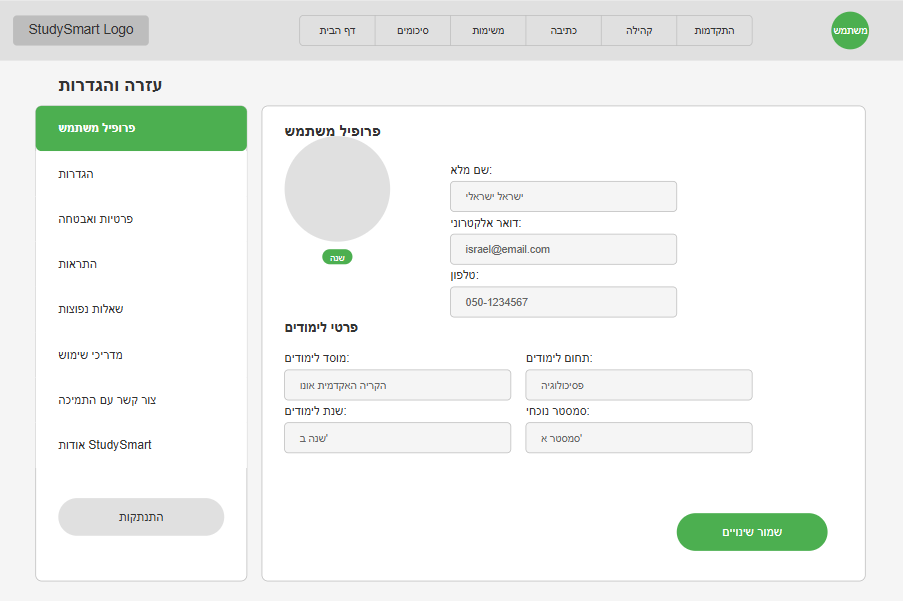 StudySmart Logo
דף הבית
סיכומים
משימות
כתיבה
קהילה
התקדמות
משתמש
עזרה והגדרות
פרופיל משתמש
הגדרות
פרטיות ואבטחה
התראות
שאלות נפוצות
מדריכי שימוש
צור קשר עם התמיכה
אודות StudySmart
התנתקות
פרופיל משתמש
שנה
שם מלא:
ישראל ישראלי
דואר אלקטרוני:
israel@email.com
טלפון:
050-1234567
פרטי לימודים
מוסד לימודים:
הקריה האקדמית אונו
תחום לימודים:
פסיכולוגיה
שנת לימודים:
שנה ב'
סמסטר נוכחי:
סמסטר א'
שמור שינויים